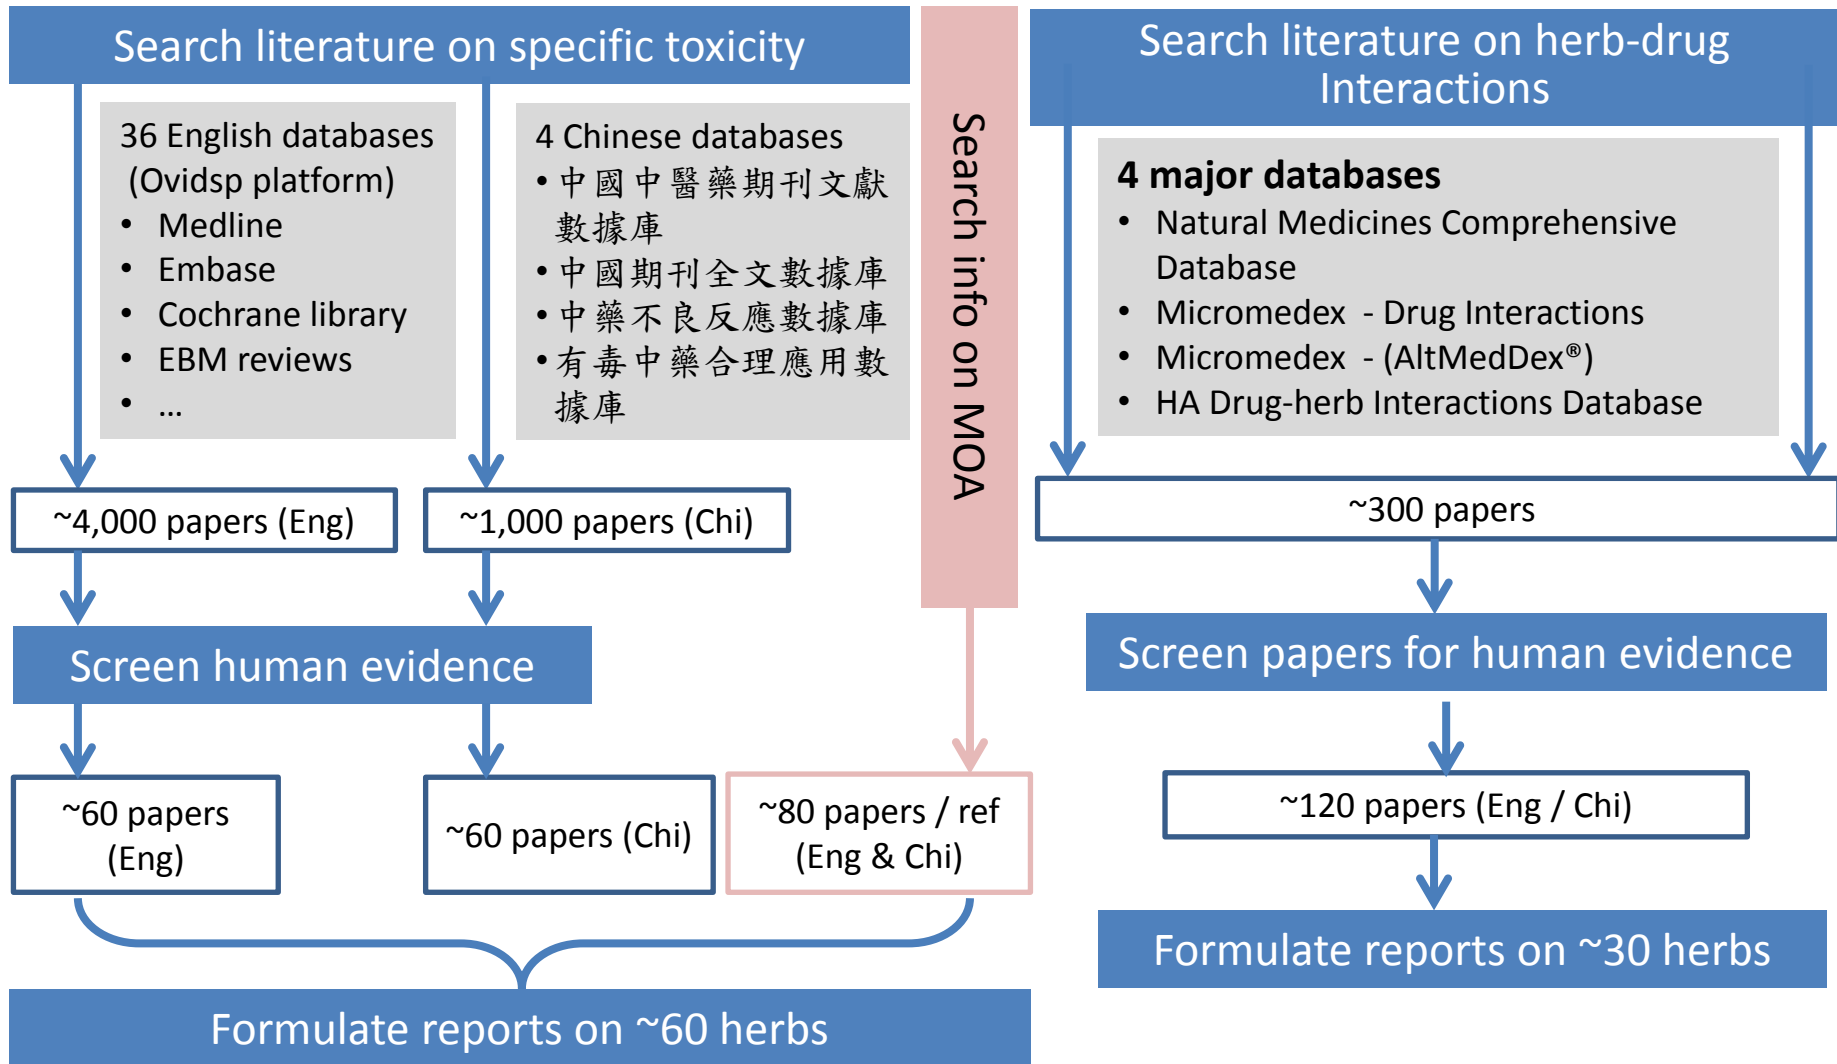 Search literature on specific toxicity
36 English databases
(Ovidsp platform)
• Medline
• Embase
• Cochrane library
• EBM reviews
• ...
4 Chinese databases
• 中國中醫藥期刊文獻
數據庫
• 中國期刊全文數據庫
• 中藥不良反應數據庫
• 有毒中藥合理應用數
據庫
~4,000 papers (Eng)
~1,000 papers (Chi)
Screen human evidence
~60 papers
(Eng)
~60 papers (Chi)
Search info on MOA
~80 papers / ref
(Eng & Chi)
Formulate reports on ~60 herbs
Search literature on herb-drug
Interactions
4 major databases
• Natural Medicines Comprehensive
Database
• Micromedex - Drug Interactions
• Micromedex - (AltMedDex®)
• HA Drug-herb Interactions Database
~300 papers
Screen papers for human evidence
~120 papers (Eng / Chi)
Formulate reports on ~30 herbs